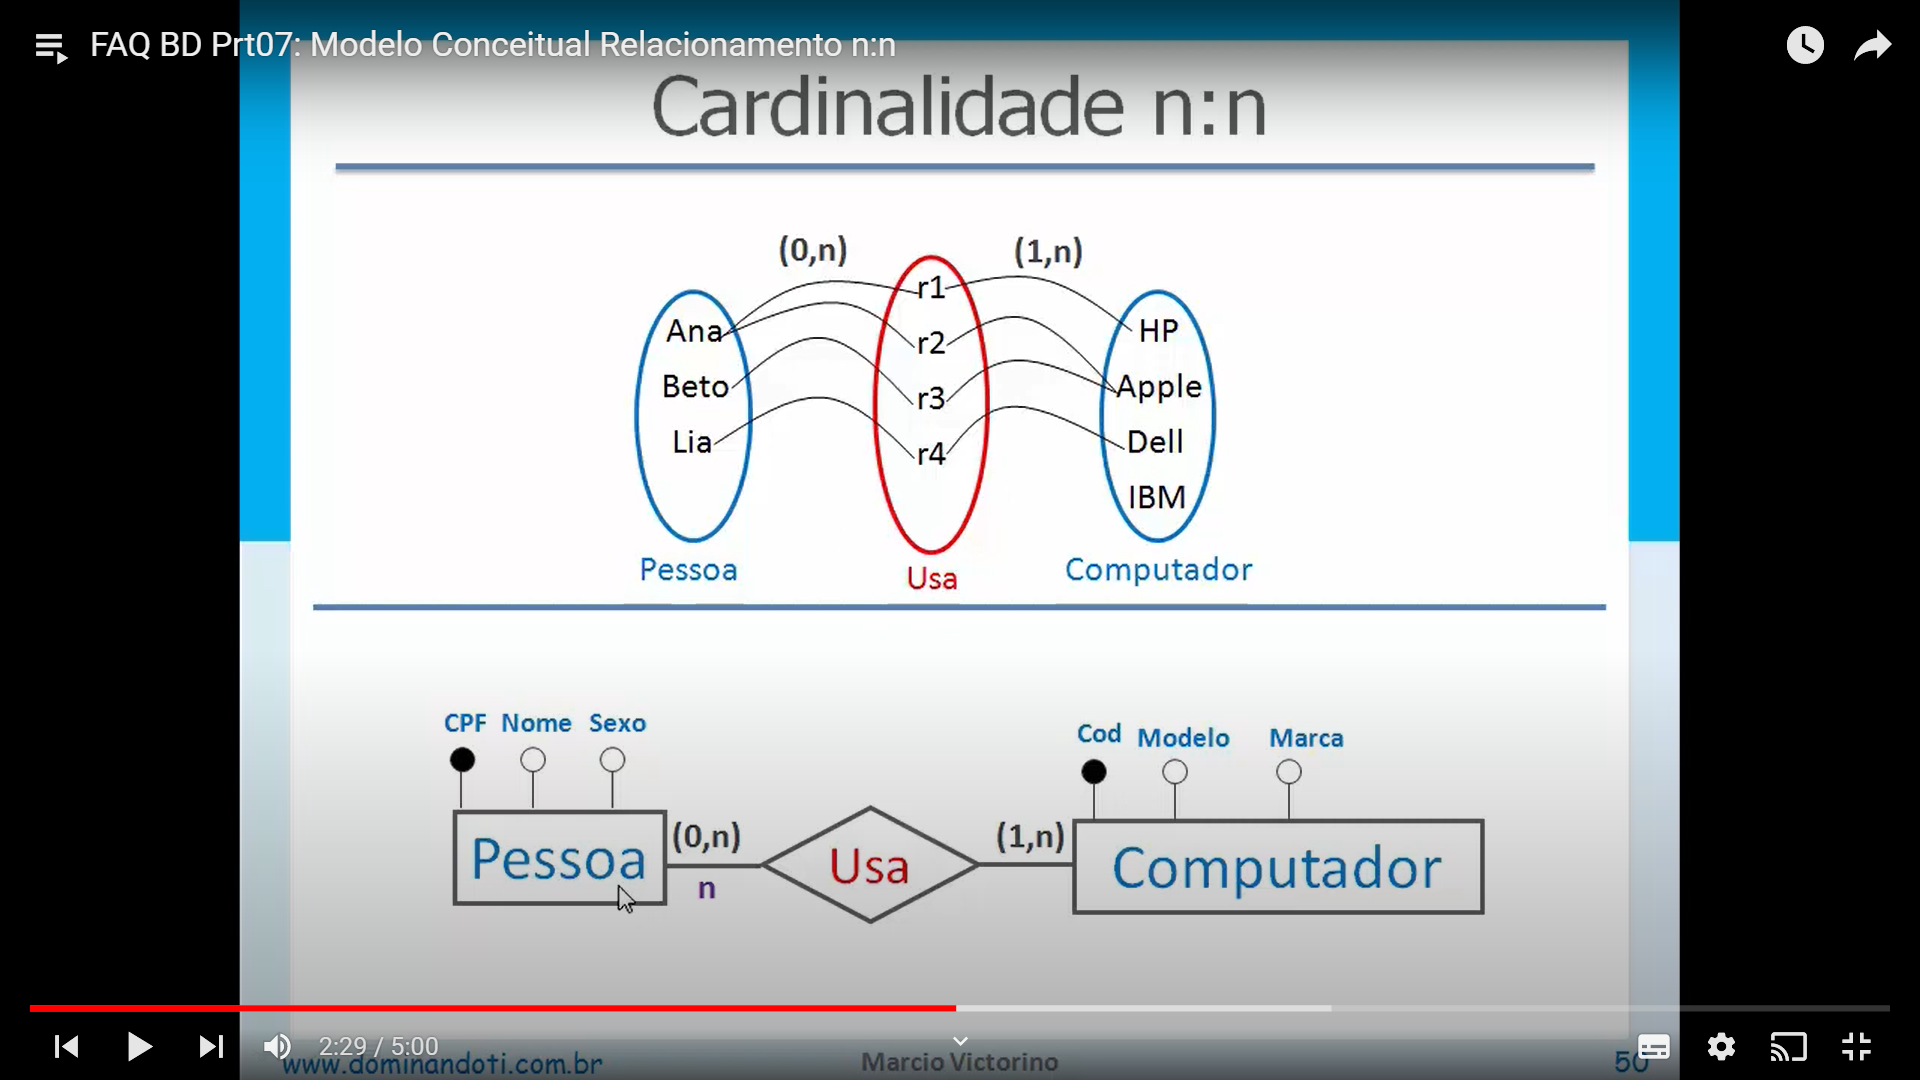 FAQ BD Prt07: Modelo Conceitual Relacionamento n:n
Cardinalidade n:n
(0,n) (1,n)
r1
Ana HP
r2
Beto Apple
r3
Lia Dell
r4
IBM
Pessoa Usa Computador
CPF Nome Sexo Cod Modelo Marca
(0,n) (1,n)
Pessoa Usa Computador
n
2:29 / 5:00
www.dominandoti.com.br Marcio Victorino 50